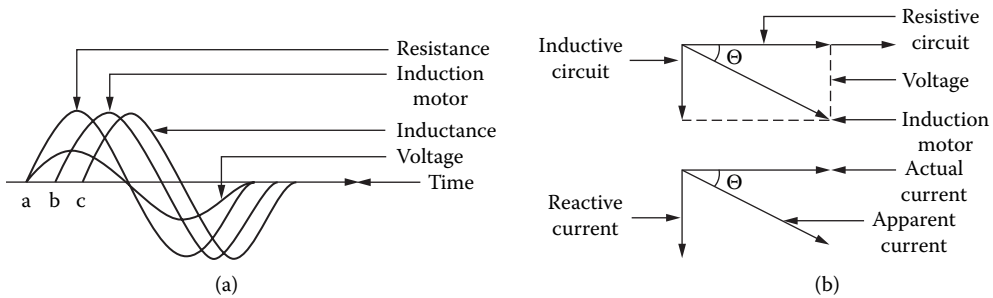 Resistance
Induction
motor
Inductance
Voltage
Time
a b c
(a)
Inductive
circuit
Θ
Resistive
circuit
Voltage
Induction
motor
Reactive
current
Θ
Actual
current
Apparent
current
(b)